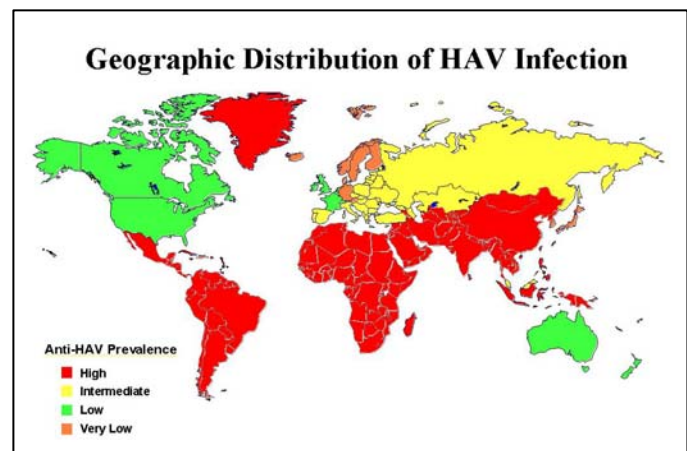 Geographic Distribution of HAV Infection
Anti-HAV Prevalence
High
Intermediate
Low
Very Low